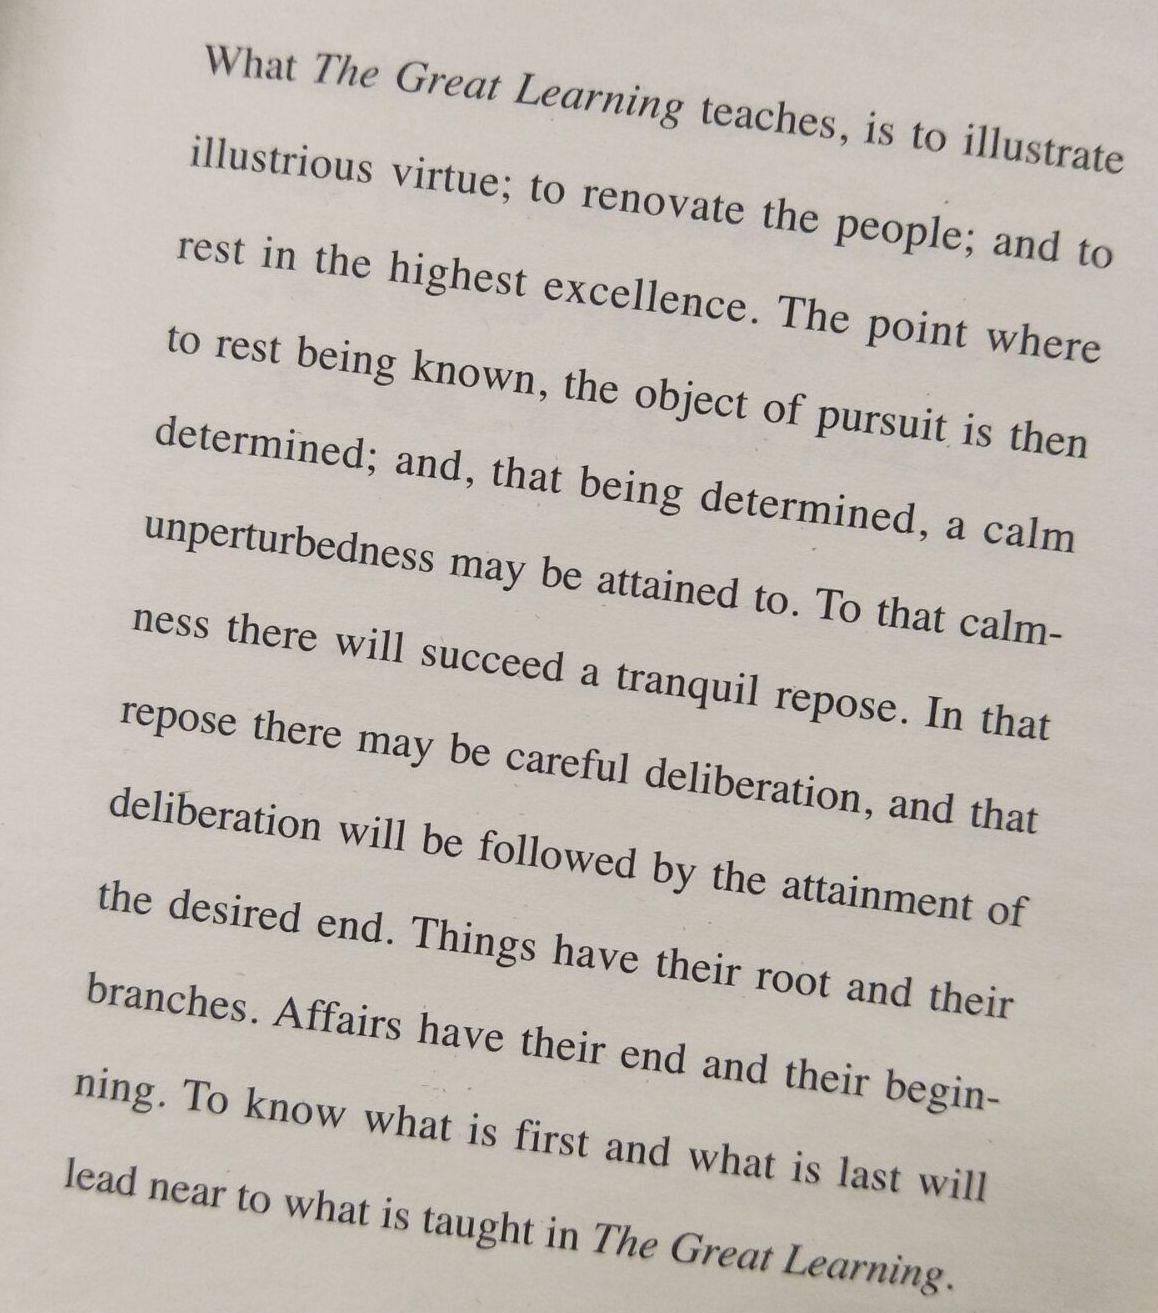 What The Great Learning teaches, is to illustrate
illustrious virtue; to renovate the people; and to
rest in the highest excellence. The point where
to rest being known, the object of pursuit is then
determined; and, that being determined, a calm
unperturbedness may be attained to. To that calm-
ness there will succeed a tranquil repose. In that
repose there may be careful deliberation, and that
deliberation will be followed by the attainment of
the desired end. Things have their root and their
branches. Affairs have their end and their begin-
ning. To know what is first and what is last will
lead near to what is taught in The Great Learning.